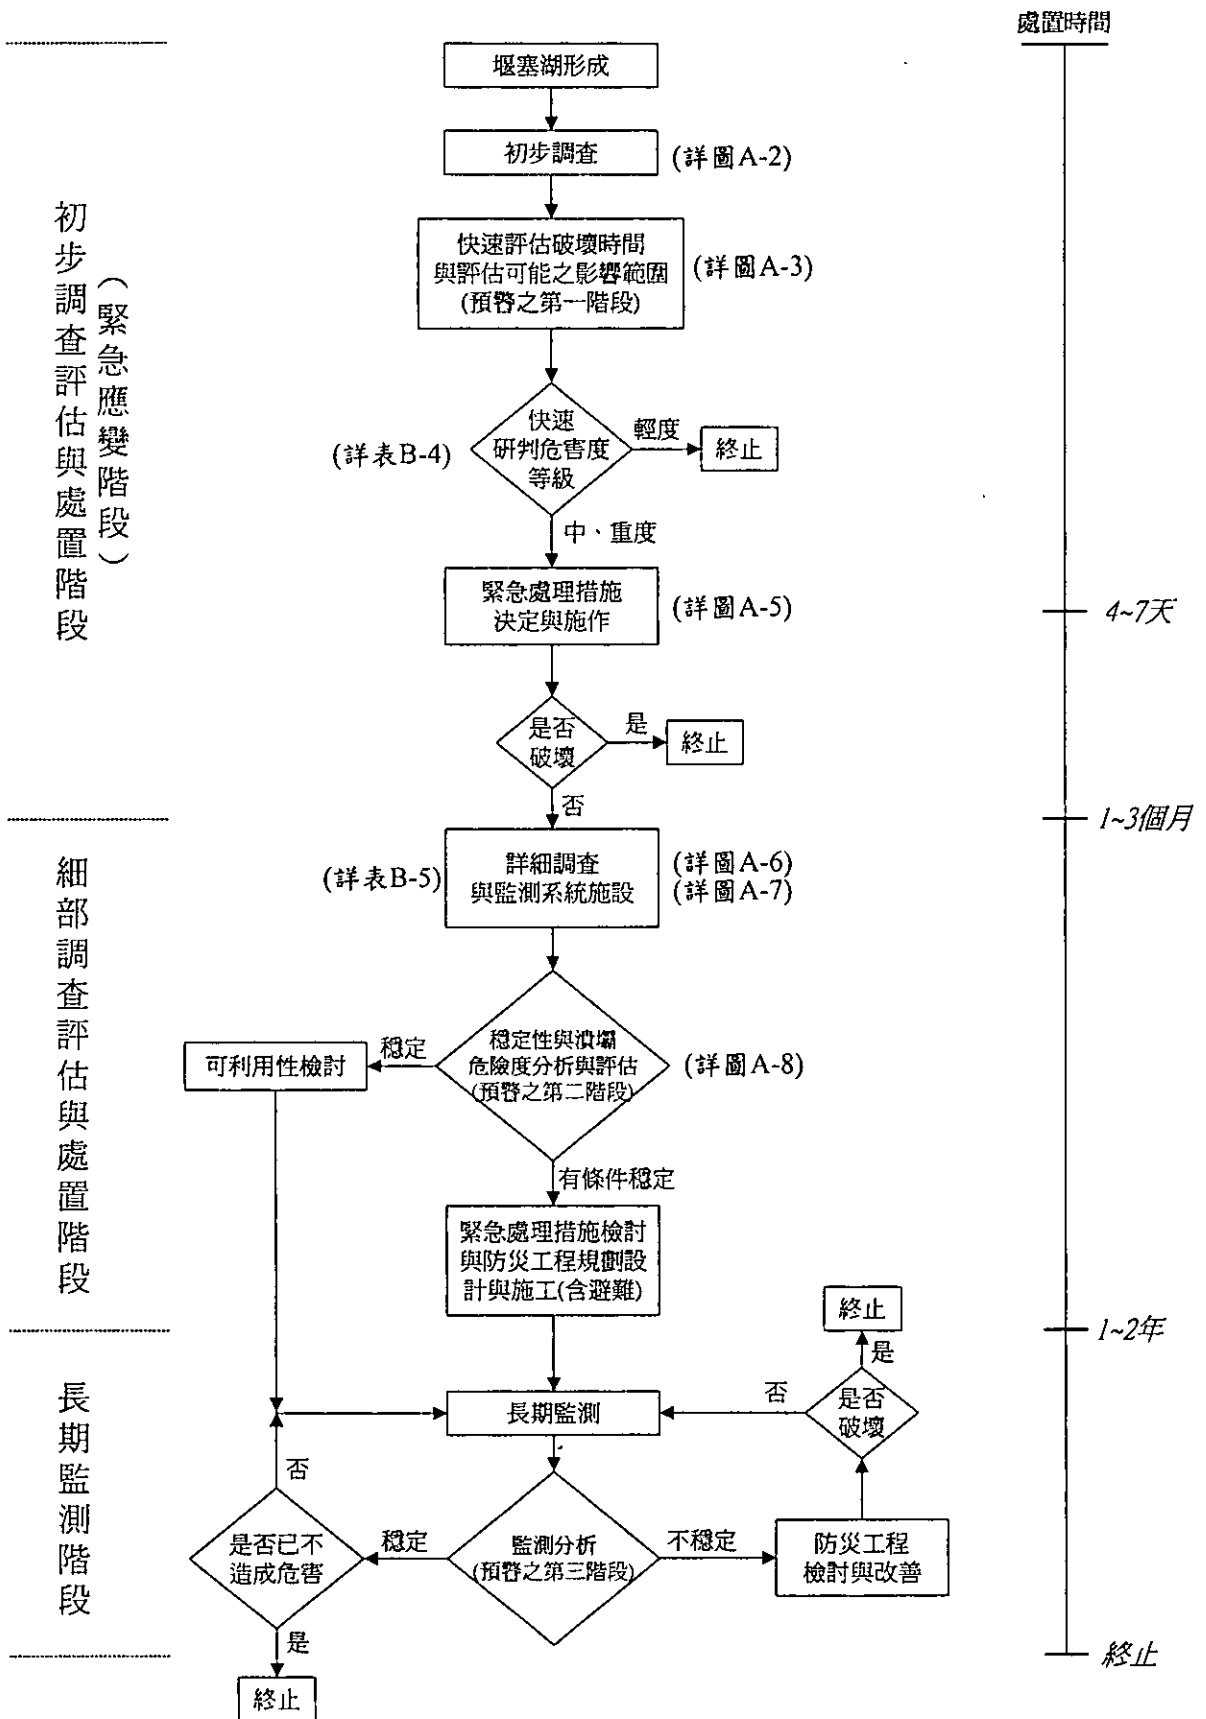 處置時間
堰塞湖形成
初步調查
(詳圖A-2)
快速評估破壞時間
與評估可能之影響範圍
(預警之第一階段)
(詳圖A-3)
初步調查評估與處置階段
(緊急應變階段)
快速
研判危害度
等級
(詳表B-4)
輕度
終止
中、重度
緊急處理措施
決定與施作
(詳圖A-5)
4~7天
是否
破壞
是
終止
否
1~3個月
細部調查評估與處置階段
(詳表B-5)
詳細調查
與監測系統施設
(詳圖A-6)
(詳圖A-7)
穩定性與潰壩
危險度分析與評估
(預警之第二階段)
(詳圖A-8)
穩定
可利用性檢討
有條件穩定
緊急處理措施檢討
與防災工程規劃設
計與施工(含避難)
終止
1~2年
是
是否
破壞
否
長期監測階段
長期監測
否
是否已不
造成危害
穩定
監測分析
(預警之第三階段)
不穩定
防災工程
檢討與改善
是
終止
終止